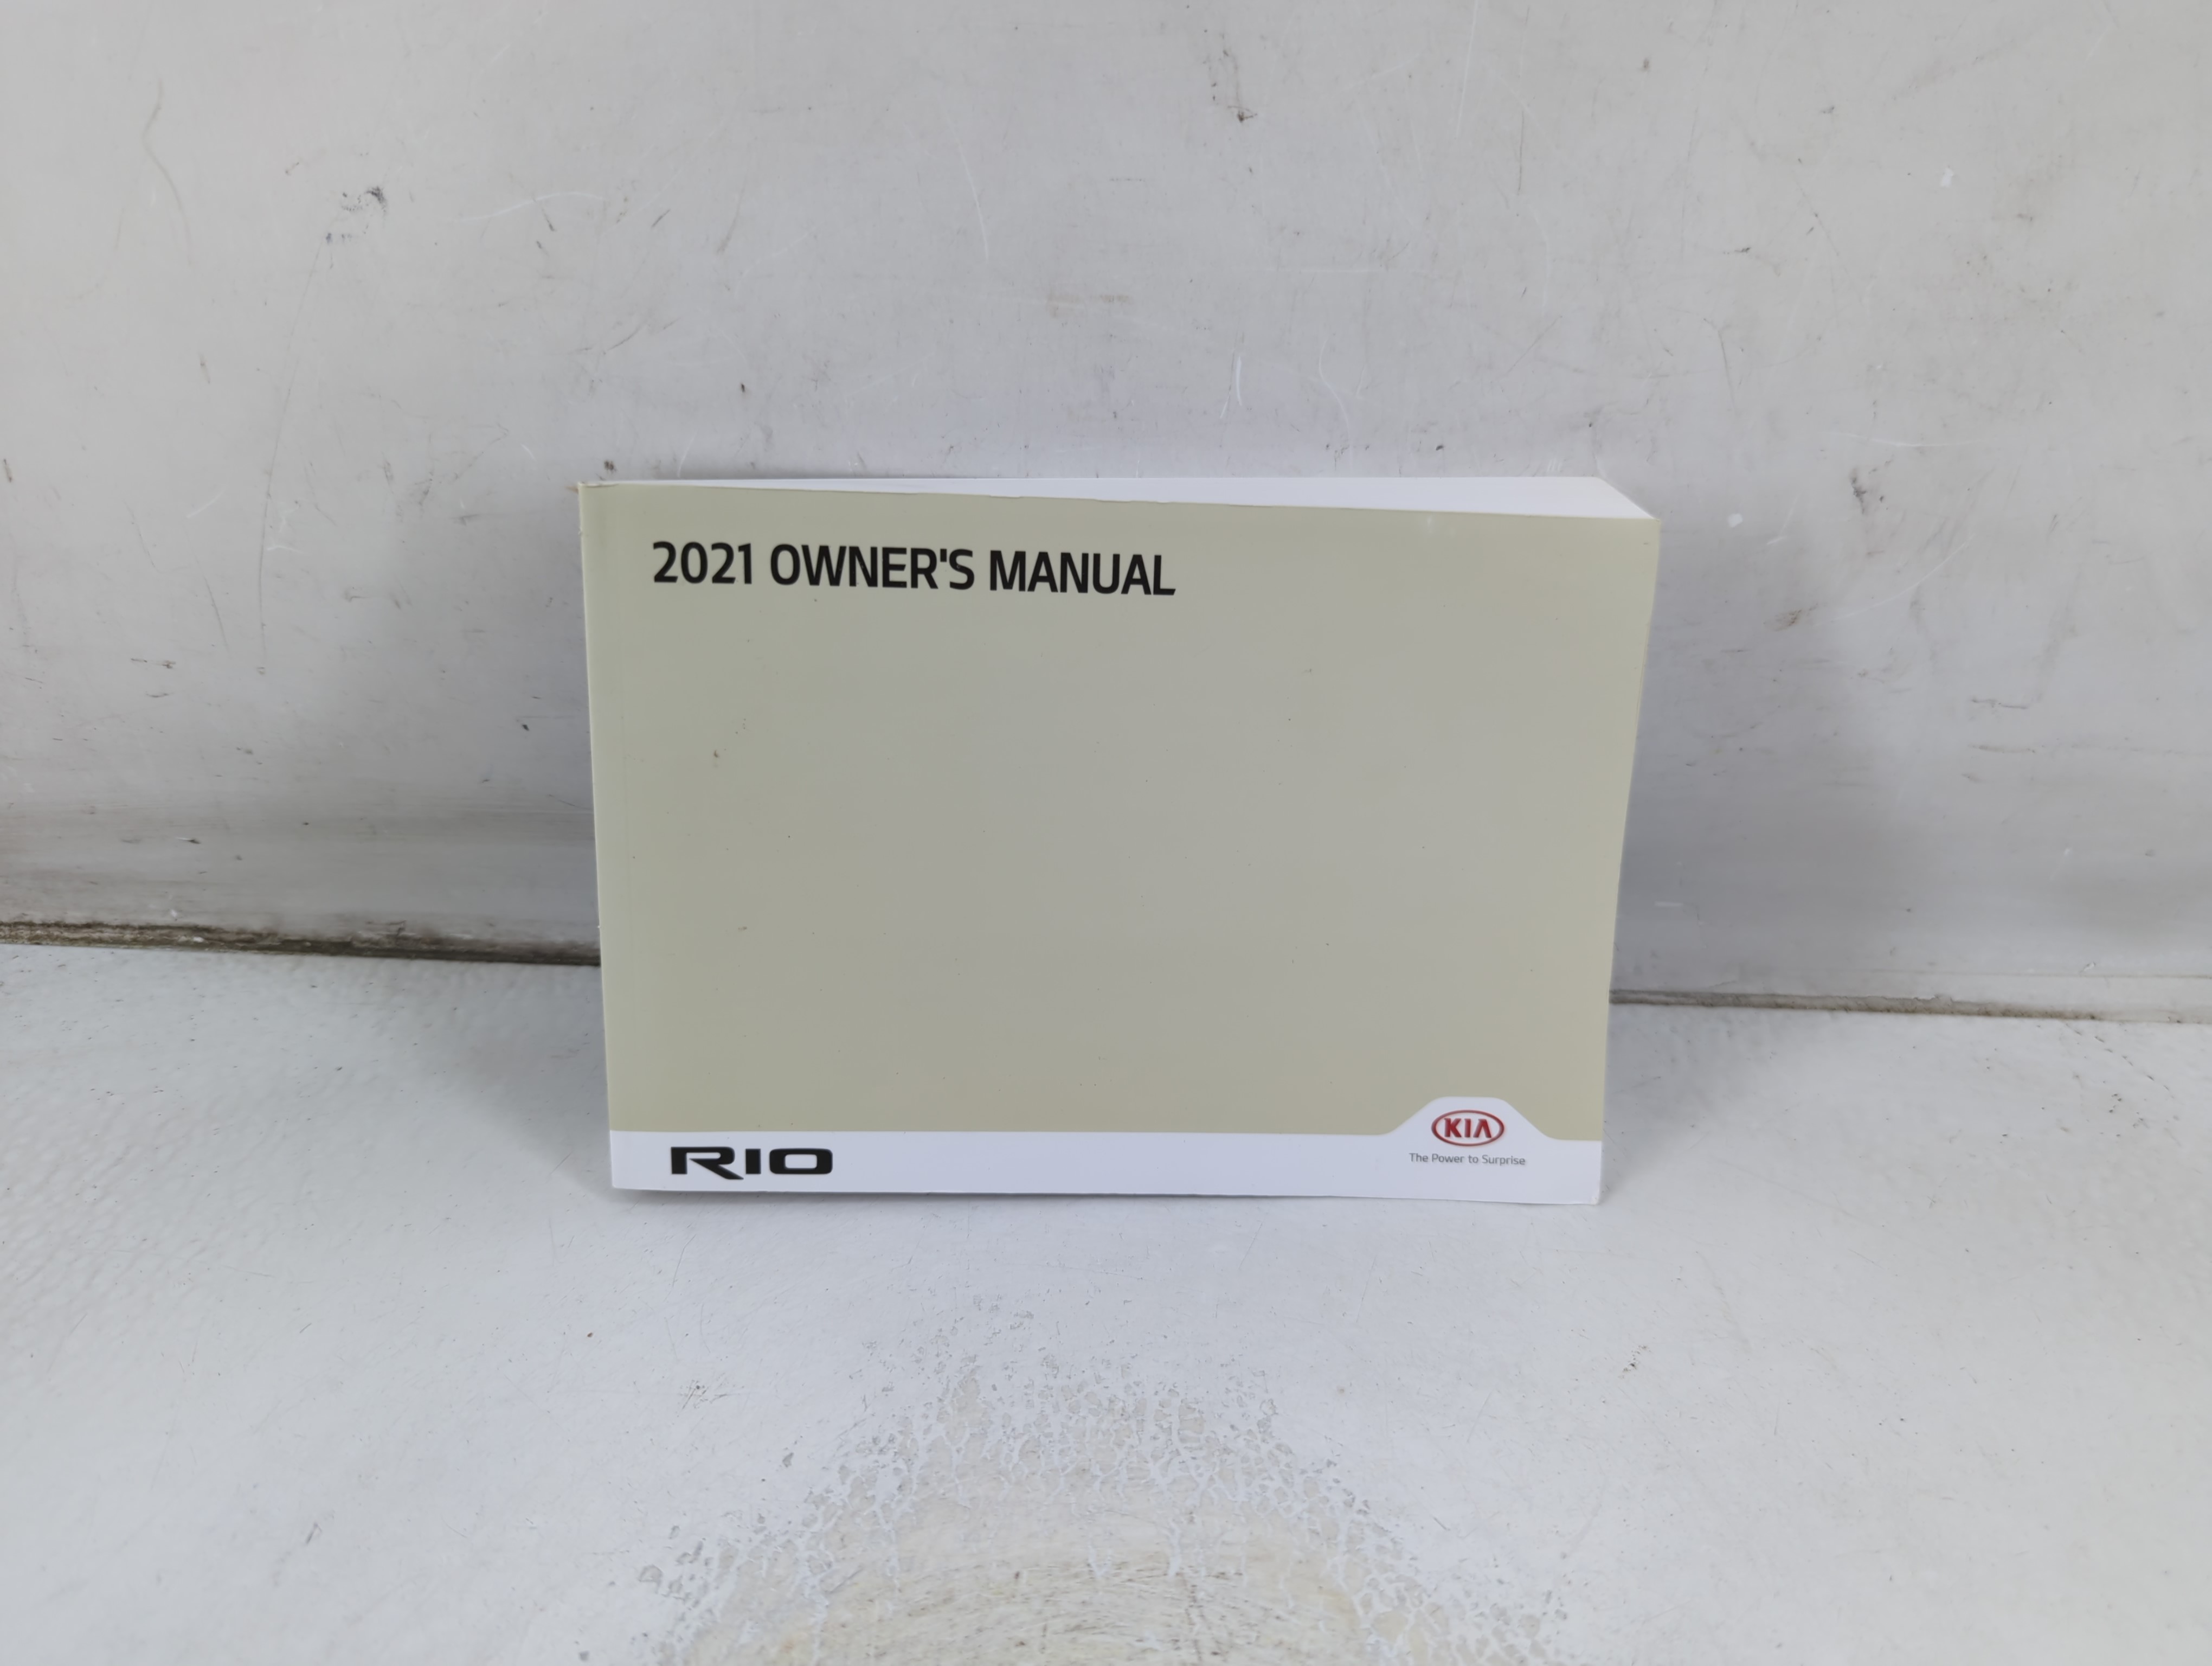 2021 OWNER'S MANUAL
RIO
KIA
The Power to Surprise